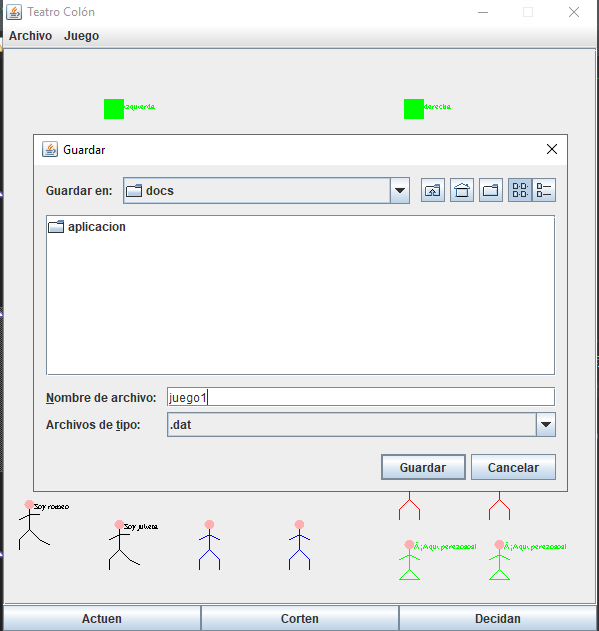 Teatro Colón
Archivo Juego
izquierda derecha
Guardar
Guardar en: docs
aplicacion
Nombre de archivo: juego1
Archivos de tipo: .dat
Guardar Cancelar
Soy romeo
Soy julieta
Â¡Aqui, perezosos! Â¡Aqui, perezosos!
Actuen Corten Decidan